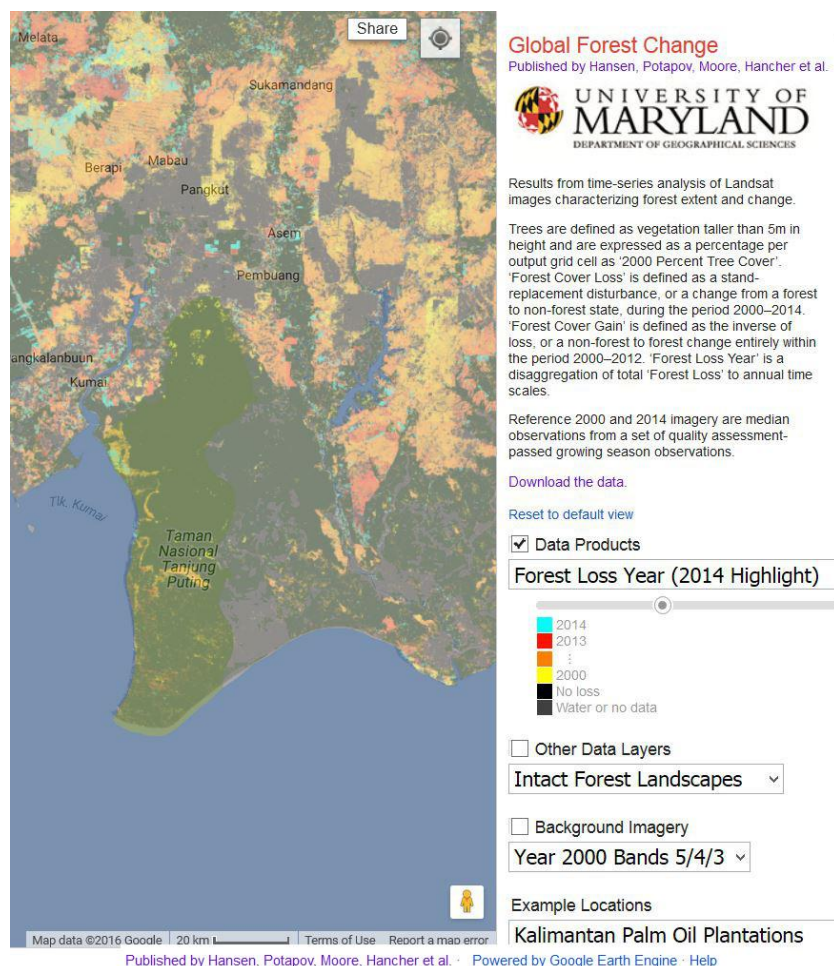 Melata
Share
Sukamandang
Berapi
Mabau
Pangkut
Asem
Pembuang
angkalanbuun
Kumai
Tlk. Kumai
Taman
Nasional
Tanjung
Puting
Map data ©2016 Google
20 km
Terms of Use
Report a map error
Global Forest Change
Published by Hansen, Potapov, Moore, Hancher et al.
UNIVERSITY OF
MARYLAND
DEPARTMENT OF GEOGRAPHICAL SCIENCES
Results from time-series analysis of Landsat
images characterizing forest extent and change.
Trees are defined as vegetation taller than 5m in
height and are expressed as a percentage per
output grid cell as ‘2000 Percent Tree Cover’.
‘Forest Cover Loss’ is defined as a stand-
replacement disturbance, or a change from a forest
to non-forest state, during the period 2000–2014.
‘Forest Cover Gain’ is defined as the inverse of
loss, or a non-forest to forest change entirely within
the period 2000–2012. ‘Forest Loss Year’ is a
disaggregation of total ‘Forest Loss’ to annual time
scales.
Reference 2000 and 2014 imagery are median
observations from a set of quality assessment-
passed growing season observations.
Download the data.
Reset to default view
Data Products
Forest Loss Year (2014 Highlight)
2014
2013
⋮
2000
No loss
Water or no data
Other Data Layers
Intact Forest Landscapes
Background Imagery
Year 2000 Bands 5/4/3
Example Locations
Kalimantan Palm Oil Plantations
Published by Hansen, Potapov, Moore, Hancher et al. · Powered by Google Earth Engine · Help